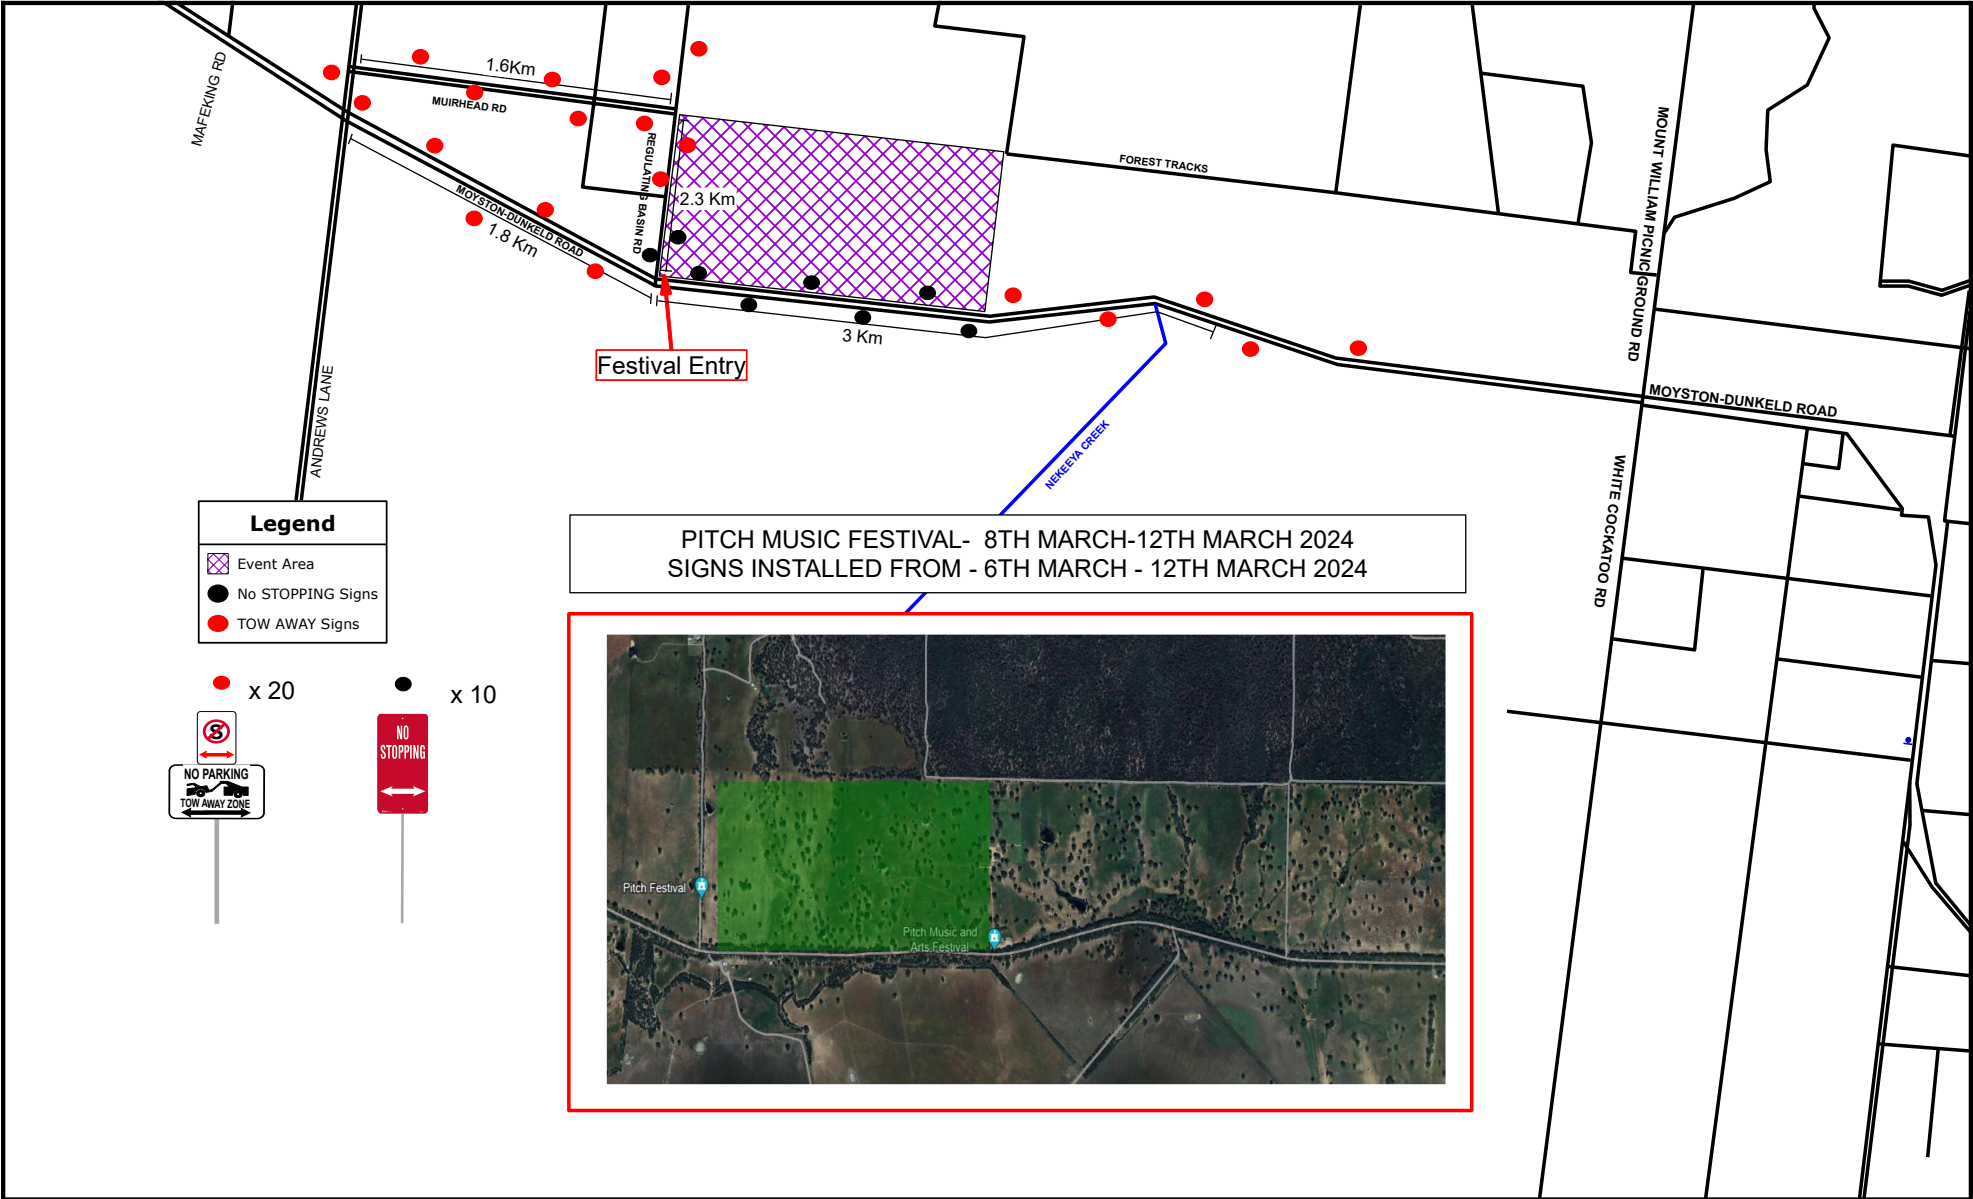 MAFEKING RD
1.6Km
MUIRHEAD RD
REGULATING BASIN RD
2.3 Km
MOYSTON-DUNKELD ROAD
1.8 Km
FOREST TRACKS
MOUNT WILLIAM PICNIC GROUND RD
3 Km
Festival Entry
ANDREWS LANE
MOYSTON-DUNKELD ROAD
NEKEEYA CREEK
WHITE COCKATOO RD
Legend
Event Area
No STOPPING Signs
TOW AWAY Signs
PITCH MUSIC FESTIVAL- 8TH MARCH-12TH MARCH 2024
SIGNS INSTALLED FROM - 6TH MARCH - 12TH MARCH 2024
x 20
x 10
S
NO PARKING
TOW AWAY ZONE
NO
STOPPING
Pitch Festival
Pitch Music and
Arts Festival